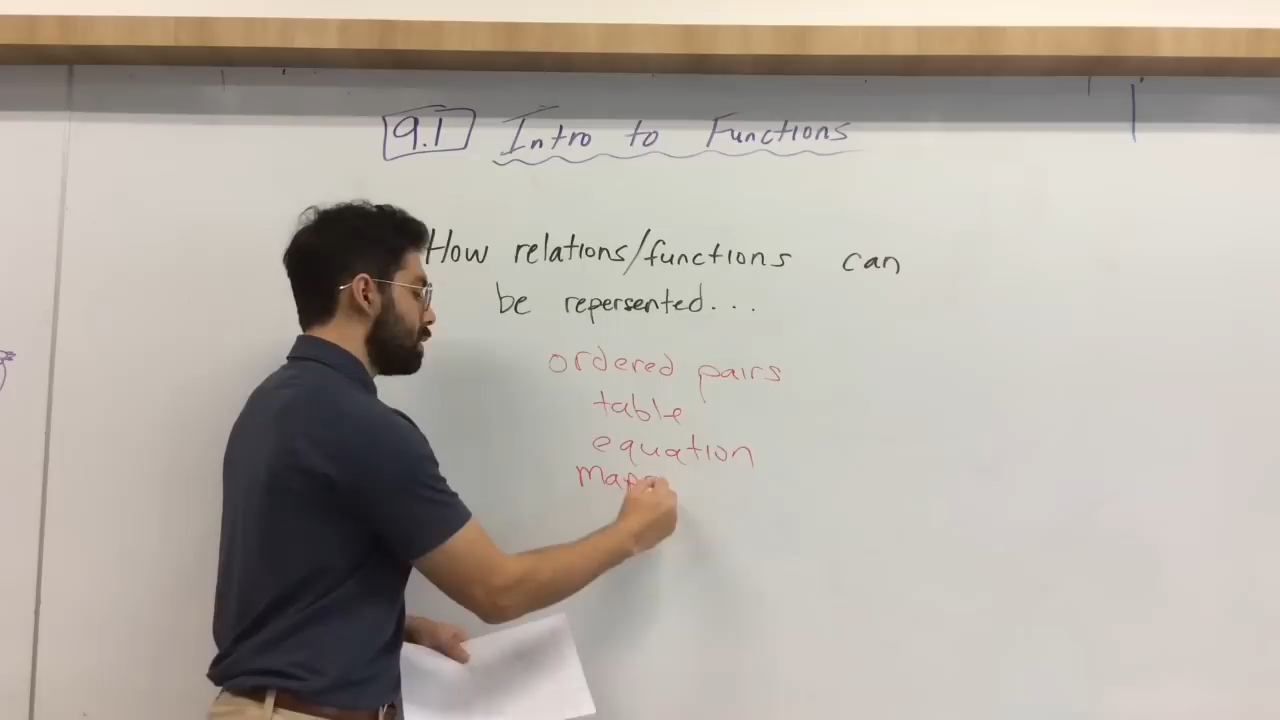 9.1 Intro to Functions
How relations/functions can
be repersented...
ordered pairs
table
equation